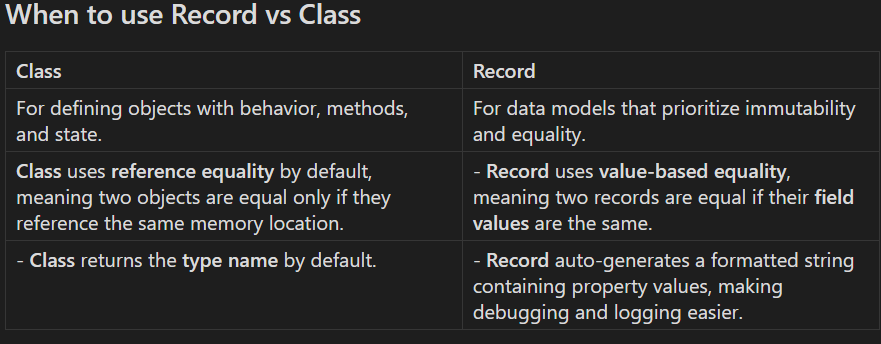 When to use Record vs Class
Class
Record
For defining objects with behavior, methods,
and state.
For data models that prioritize immutability
and equality.
Class uses reference equality by default,
meaning two objects are equal only if they
reference the same memory location.
- Record uses value-based equality,
meaning two records are equal if their field
values are the same.
- Class returns the type name by default.
- Record auto-generates a formatted string
containing property values, making
debugging and logging easier.